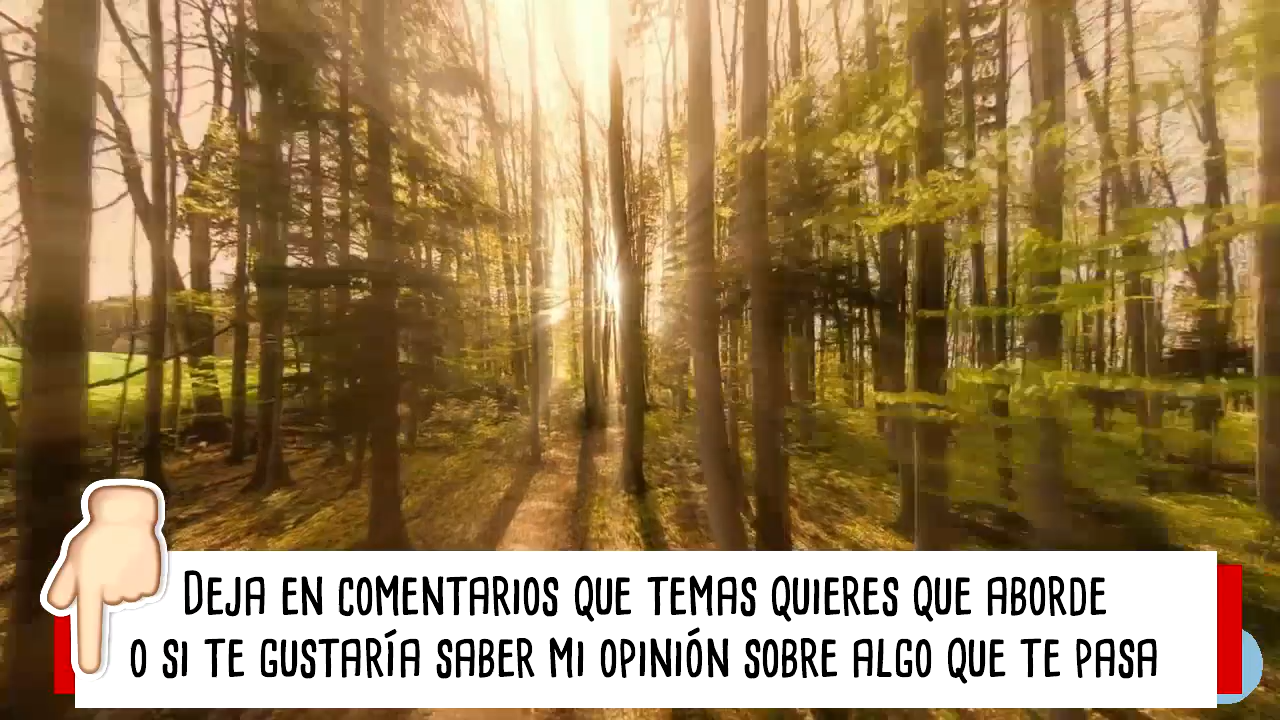 Deja en comentarios que temas quieres que aborde
o si te gustaría saber mi opinión sobre algo que te pasa